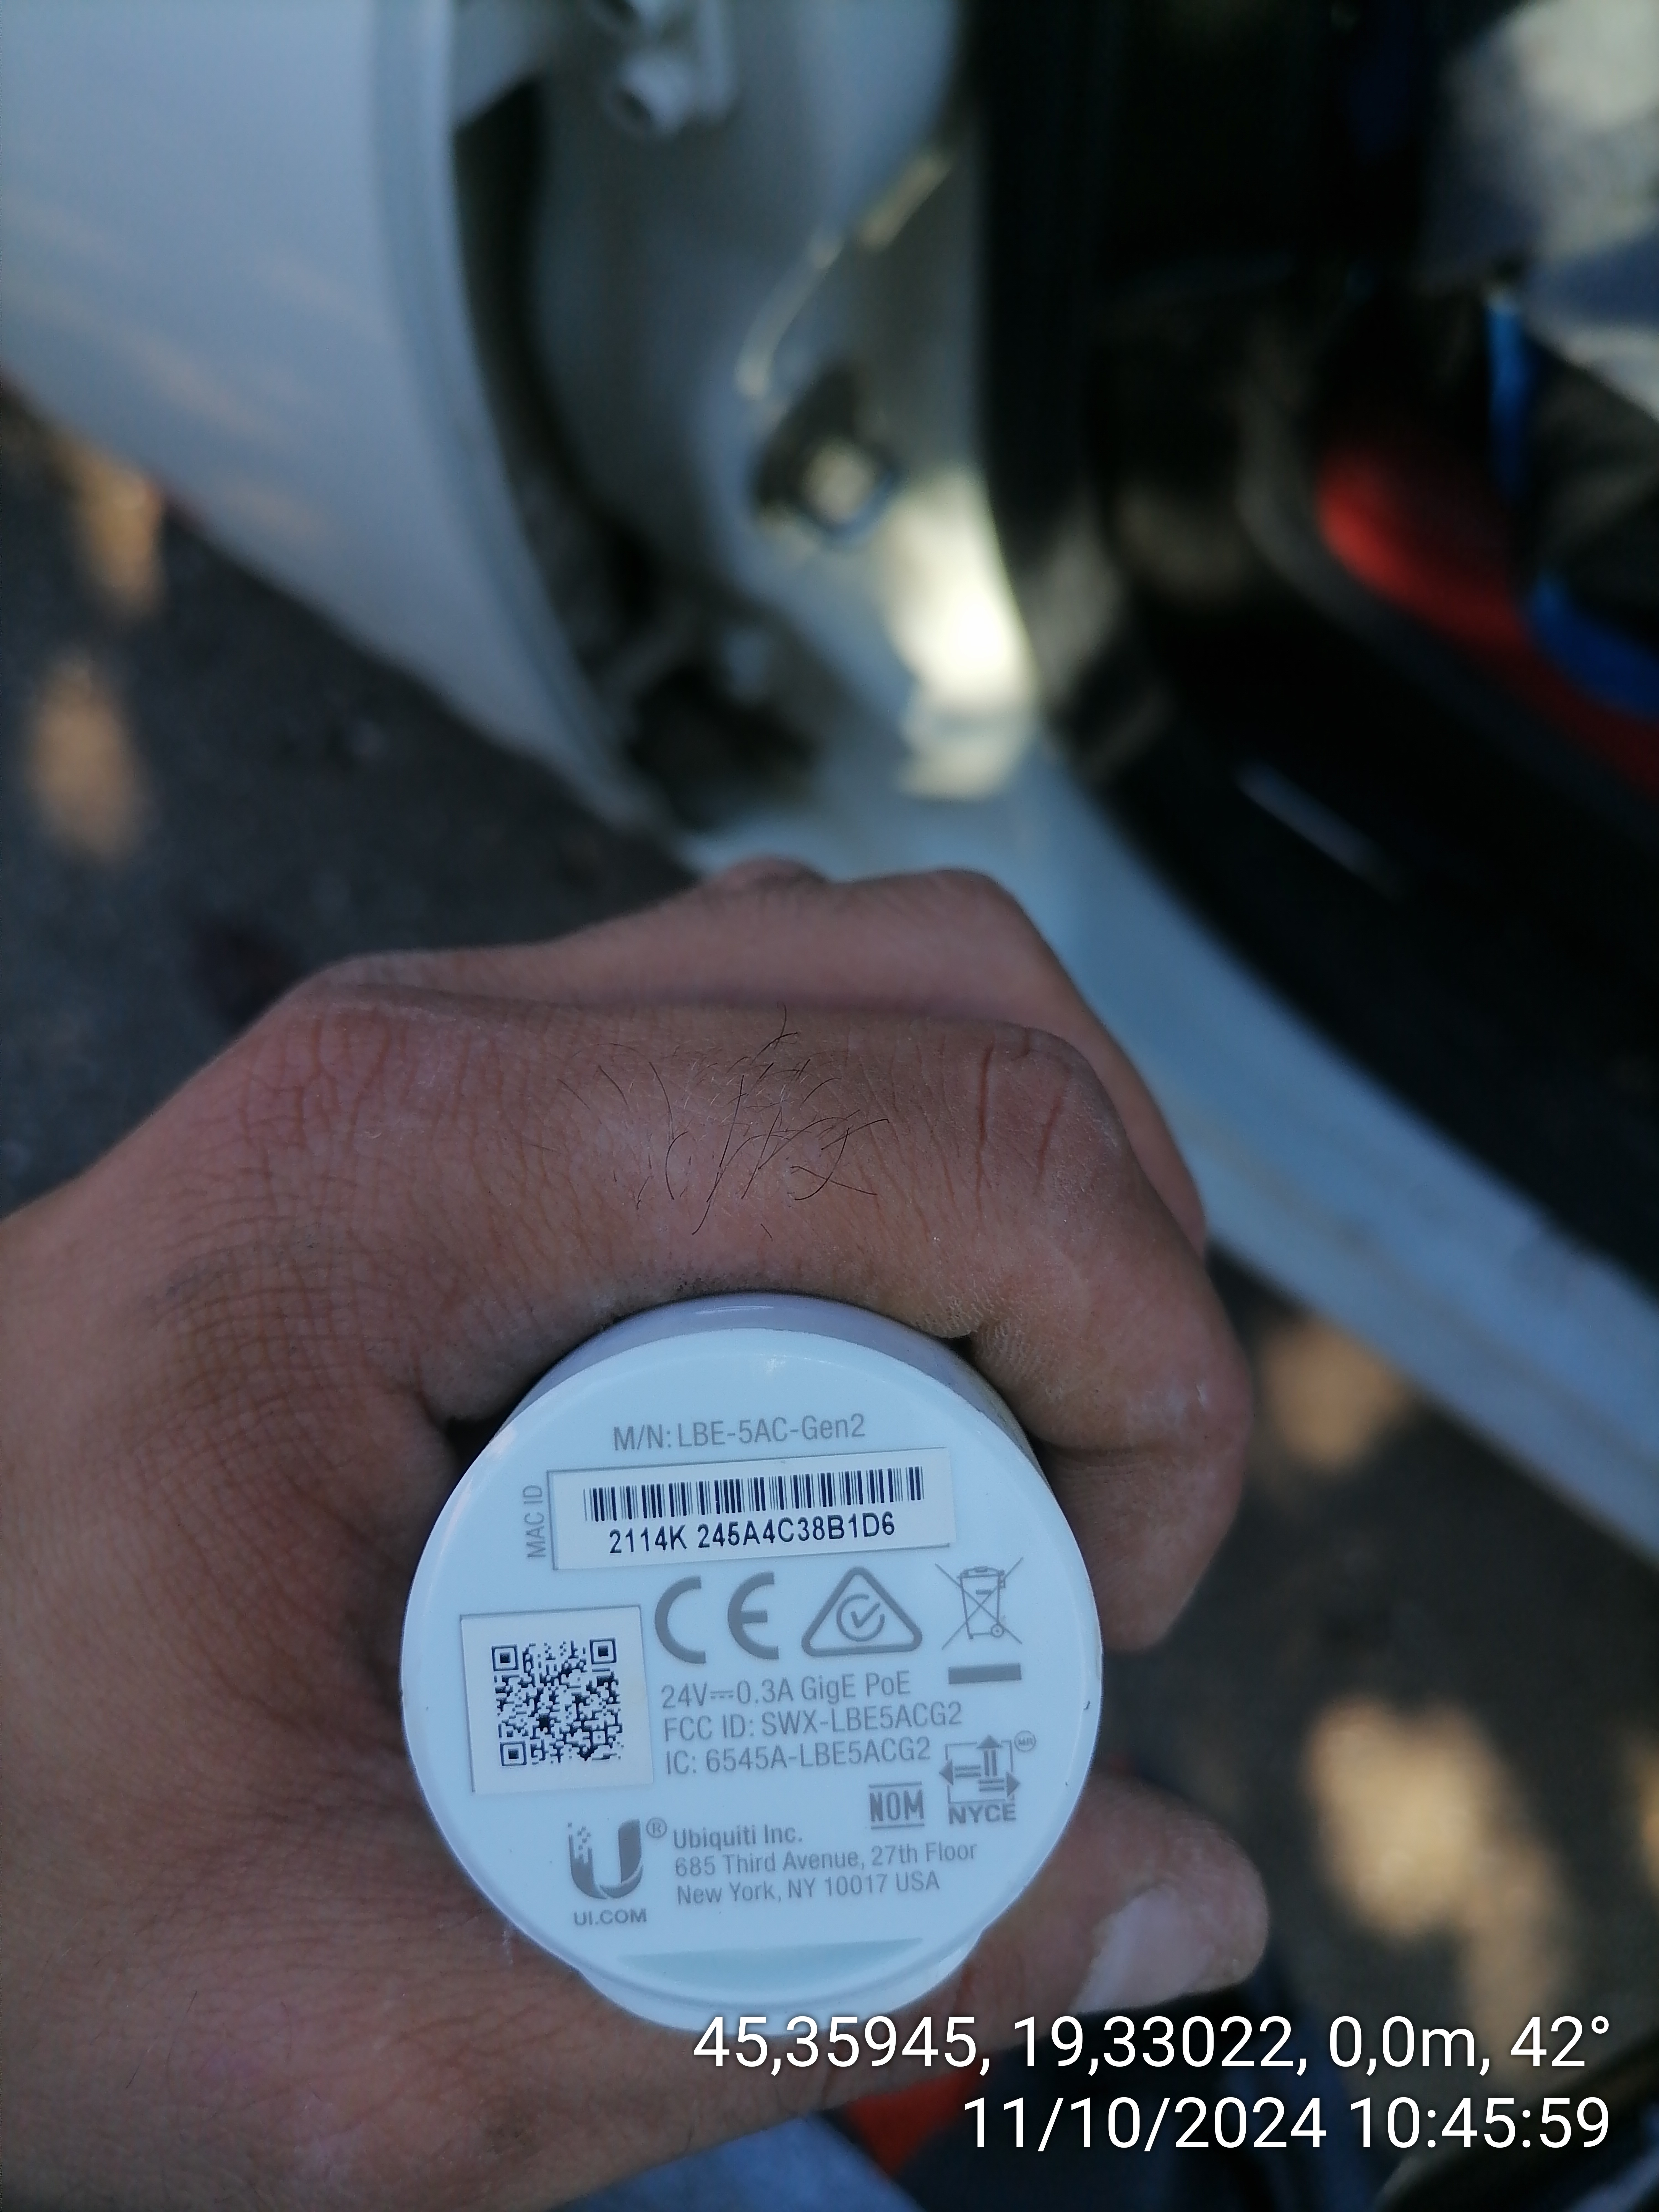 M/N: LBE-5AC-Gen2
MAC ID
2114K 245A4C38B1D6
CE
24V⎓0.3A GigE PoE
FCC ID: SWX-LBE5ACG2
IC: 6545A-LBE5ACG2
NOM
NYCE
MR
U®
UI.COM
Ubiquiti Inc.
685 Third Avenue, 27th Floor
New York, NY 10017 USA
45,35945, 19,33022, 0,0m, 42°
11/10/2024 10:45:59